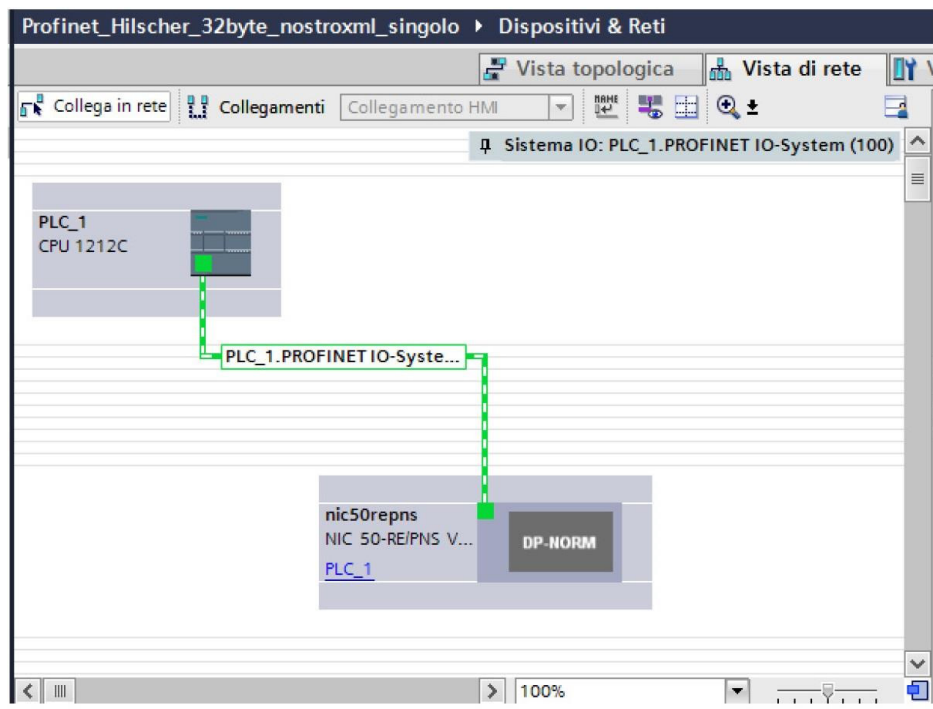 Profinet_Hilscher_32byte_nostroxml_singolo ▸ Dispositivi & Reti
Vista topologica Vista di rete
Collega in rete Collegamenti Collegamento HMI
Sistema IO: PLC_1.PROFINET IO-System (100)
PLC_1
CPU 1212C
PLC_1.PROFINET IO-Syste...
nic50repns
NIC 50-RE/PNS V...
DP-NORM
PLC_1
100%